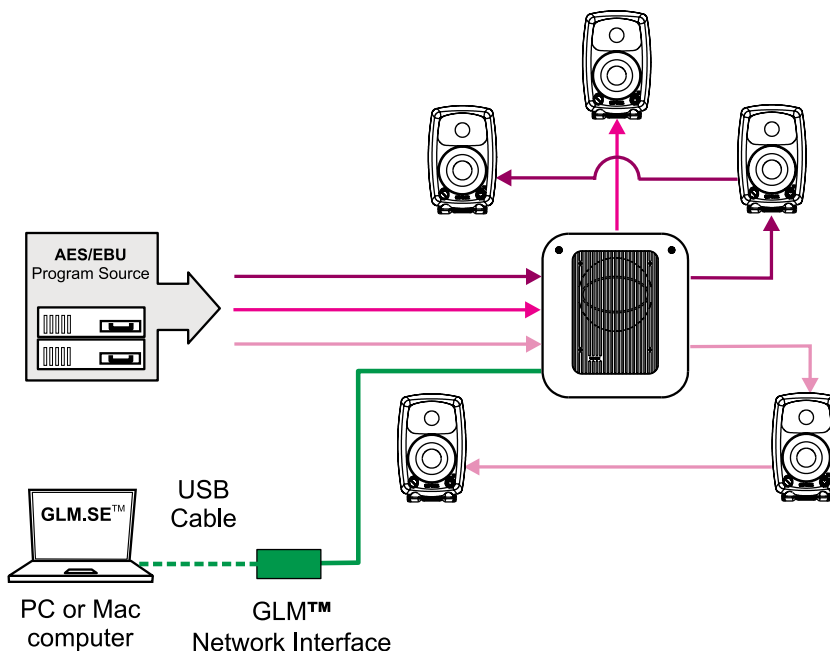 AES/EBU
Program Source
GLM.SE™
USB
Cable
PC or Mac
computer
GLM™
Network Interface